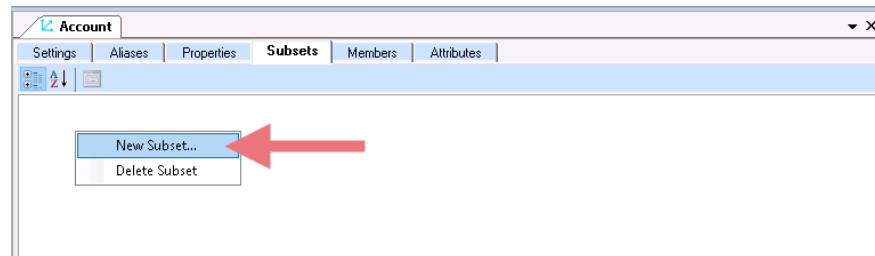 Account
Settings Aliases Properties Subsets Members Attributes
New Subset...
Delete Subset